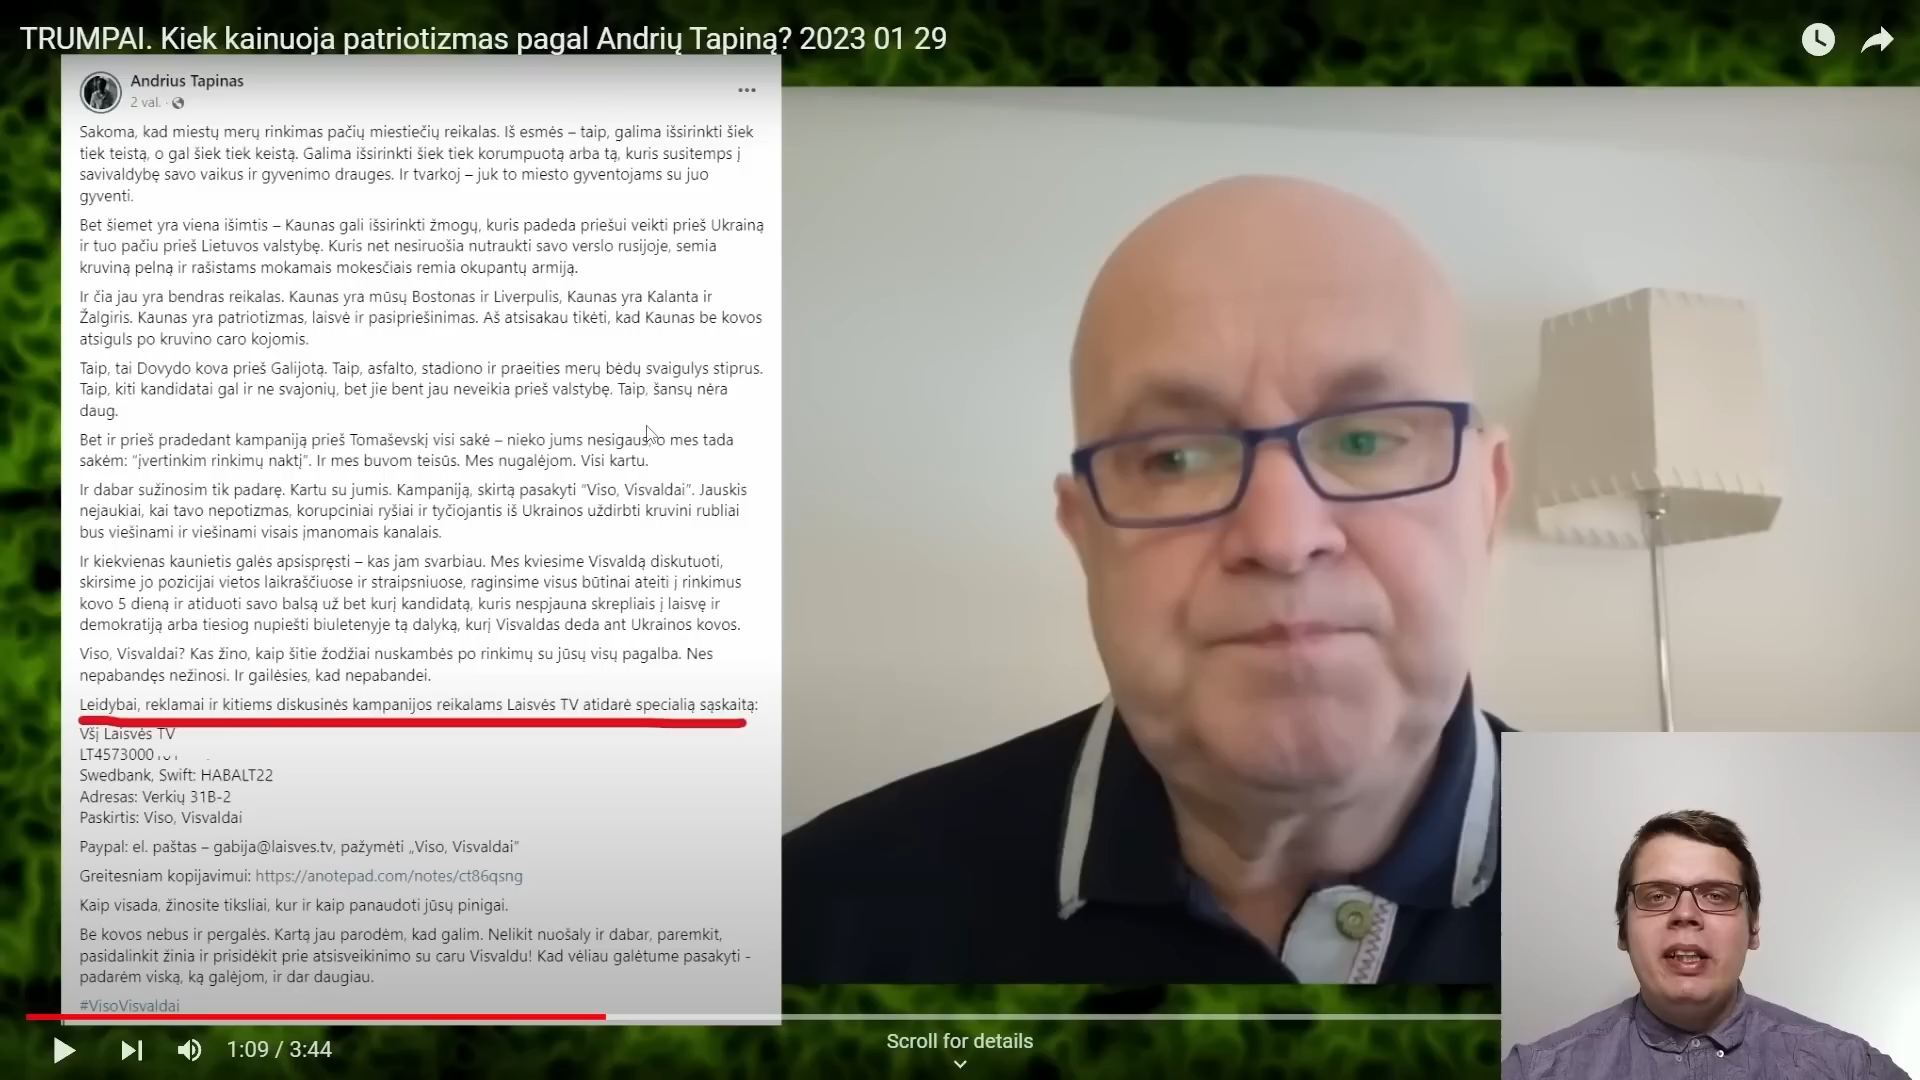 TRUMPAI. Kiek kainuoja patriotizmas pagal Andrių Tapiną? 2023 01 29
Andrius Tapinas
2 val. ·
Sakoma, kad miestų merų rinkimas pačių miestiečių reikalas. Iš esmės – taip, galima išsirinkti šiek
tiek teistą, o gal šiek tiek keistą. Galima išsirinkti šiek tiek korumpuotą arba tą, kuris susitemps į
savivaldybę savo vaikus ir gyvenimo drauges. Ir tvarkoj – juk to miesto gyventojams su juo
gyventi.
Bet šiemet yra viena išimtis – Kaunas gali išsirinkti žmogų, kuris padeda priešui veikti prieš Ukrainą
ir tuo pačiu prieš Lietuvos valstybę. Kuris net nesiruošia nutraukti savo verslo rusijoje, semia
kruviną pelną ir rašistams mokamais mokesčiais remia okupantų armiją.
Ir čia jau yra bendras reikalas. Kaunas yra mūsų Bostonas ir Liverpulis, Kaunas yra Kalanta ir
Žalgiris. Kaunas yra patriotizmas, laisvė ir pasipriešinimas. Aš atsisakau tikėti, kad Kaunas be kovos
atsiguls po kruvino caro kojomis.
Taip, tai Dovydo kova prieš Galijotą. Taip, asfalto, stadiono ir praeities merų bėdų svaigulys stiprus.
Taip, kiti kandidatai gal ir ne svajonių, bet jie bent jau neveikia prieš valstybę. Taip, šansų nėra
daug.
Bet ir prieš pradedant kampaniją prieš Tomaševskį visi sakė – nieko jums nesigaus, o mes tada
sakėm: "įvertinkim rinkimų naktį". Ir mes buvom teisūs. Mes nugalėjom. Visi kartu.
Ir dabar sužinosim tik padarę. Kartu su jumis. Kampaniją, skirtą pasakyti "Viso, Visvaldai". Jauskis
nejaukiai, kai tavo nepotizmas, korupciniai ryšiai ir tyčiojantis iš Ukrainos uždirbti kruvini rubliai
bus viešinami ir viešinami visais įmanomais kanalais.
Ir kiekvienas kaunietis galės apsispręsti – kas jam svarbiau. Mes kviesime Visvaldą diskutuoti,
skirsime jo pozicijai vietos laikraščiuose ir straipsniuose, raginsime visus būtinai ateiti į rinkimus
kovo 5 dieną ir atiduoti savo balsą už bet kurį kandidatą, kuris nespjauna skrepliais į laisvę ir
demokratiją arba tiesiog nupiešti biuletenyje tą dalyką, kurį Visvaldas deda ant Ukrainos kovos.
Viso, Visvaldai? Kas žino, kaip šitie žodžiai nuskambės po rinkimų su jūsų visų pagalba. Nes
nepabandęs nežinosi. Ir gailėsies, kad nepabandei.
Leidybai, reklamai ir kitiems diskusinės kampanijos reikalams Laisvės TV atidarė specialią sąskaitą:
VšĮ Laisvės TV
LT4573000
Swedbank, Swift: HABALT22
Adresas: Verkių 31B-2
Paskirtis: Viso, Visvaldai
Paypal: el. paštas – gabija@laisves.tv, pažymėti „Viso, Visvaldai"
Greitesniam kopijavimui: https://anotepad.com/notes/ct86qsng
Kaip visada, žinosite tiksliai, kur ir kaip panaudoti jūsų pinigai.
Be kovos nebus ir pergalės. Kartą jau parodėm, kad galim. Nelikit nuošaly ir dabar, paremkit,
pasidalinkit žinia ir prisidėkit prie atsisveikinimo su caru Visvaldu! Kad vėliau galėtume pasakyti -
padarėm viską, ką galėjom, ir dar daugiau.
#VisoVisvaldai
1:09 / 3:44
Scroll for details